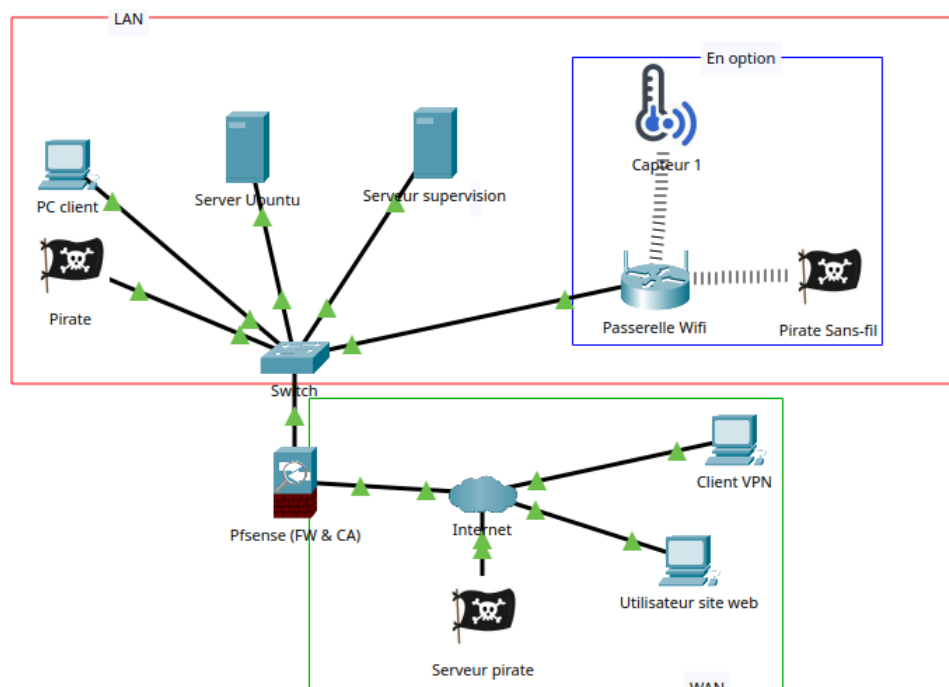 LAN
En option
Capteur 1
PC client
Server Ubuntu
Serveur supervision
Pirate
Passerelle Wifi
Pirate Sans-fil
Switch
Client VPN
Pfsense (FW & CA)
Internet
Utilisateur site web
Serveur pirate
WAN